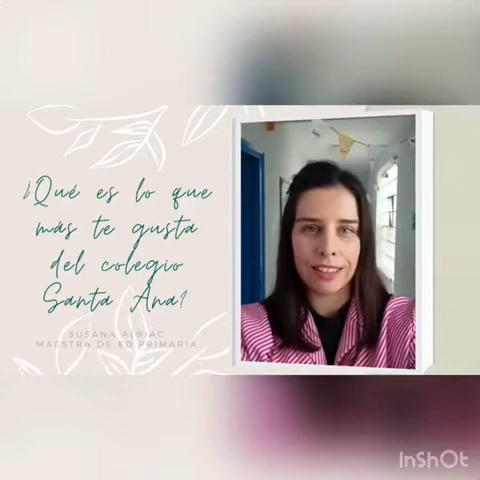 ¿Qué es lo que
más te gusta
del colegio
Santa Ana?
SUSANA ALBIAC
MAESTRA DE ED PRIMARIA
InShOt